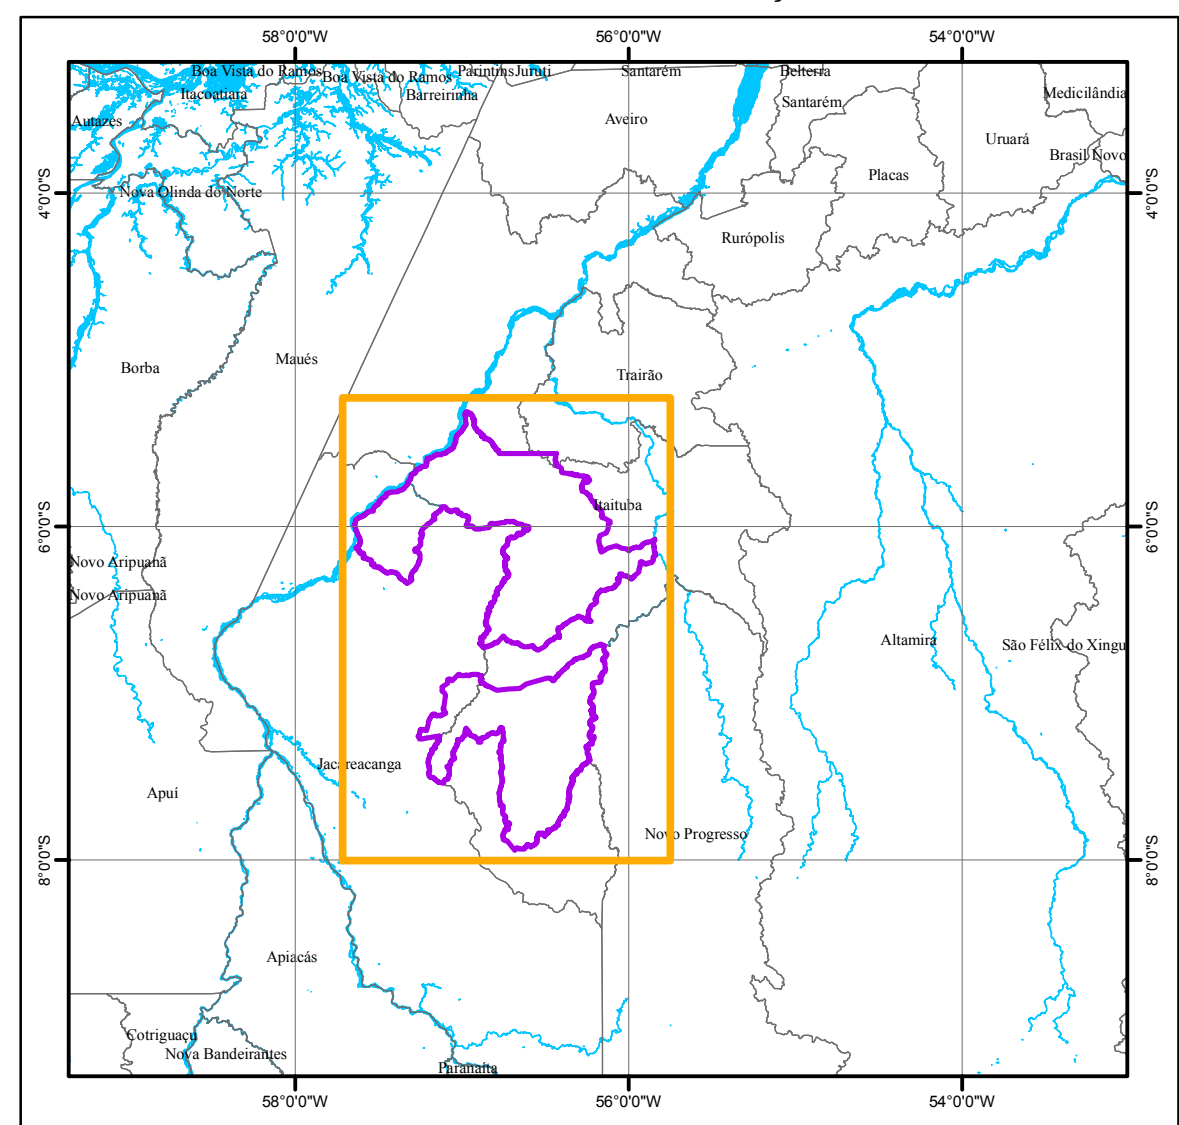 58°0'0"W
56°0'0"W
54°0'0"W
Boa Vista do Ramos
Boa Vista do Ramos
Parintins
Juruti
Santarém
Belterra
Itacoatiara
Barreirinha
Santarém
Medicilândia
Autazes
Aveiro
Uruará
Brasil Novo
Placas
4°0'0"S
Nova Olinda do Norte
4°0'0"S
Rurópolis
Maués
Borba
Trairão
Itaituba
6°0'0"S
6°0'0"S
Novo Aripuanã
Novo Aripuanã
Altamira
São Félix do Xingu
Jacareacanga
Apuí
Novo Progresso
8°0'0"S
8°0'0"S
Apiacás
Cotriguaçu
Nova Bandeirantes
Paranaíta
58°0'0"W
56°0'0"W
54°0'0"W